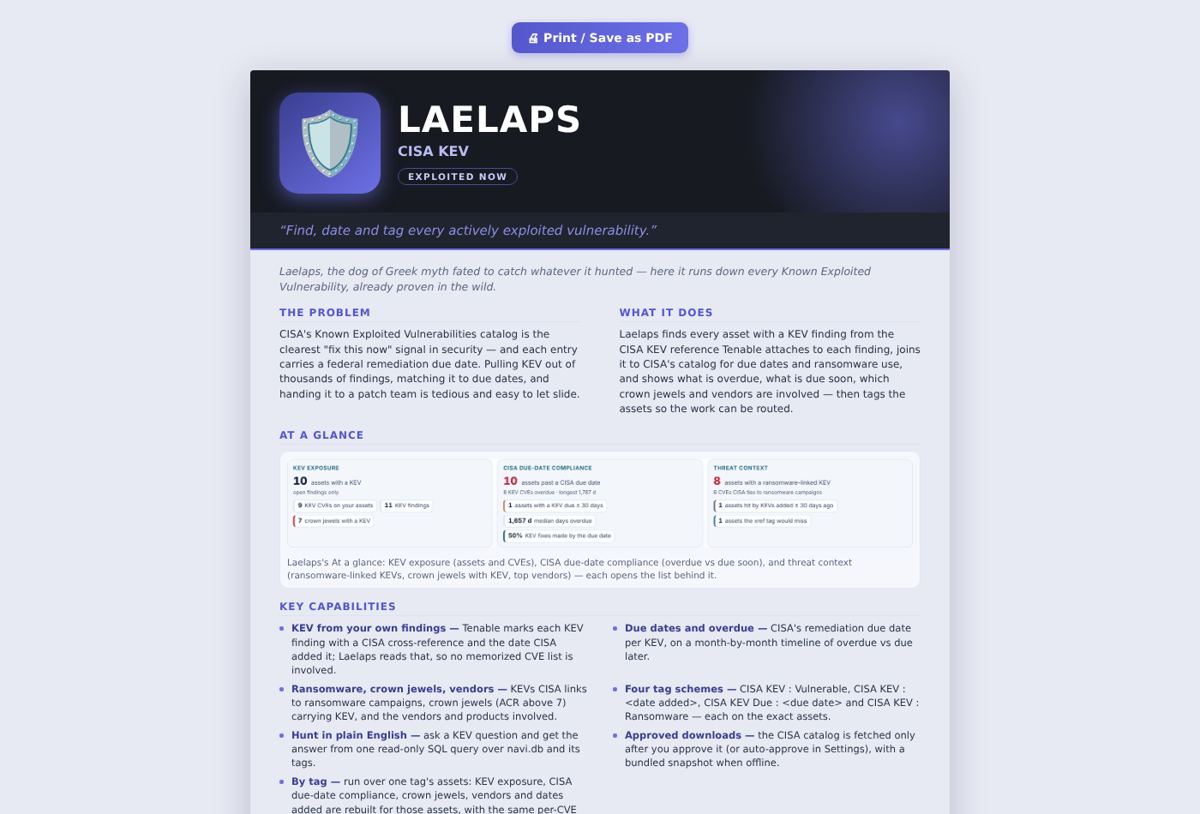 🖨 Print / Save as PDF
LAELAPS
CISA KEV
EXPLOITED NOW
“Find, date and tag every actively exploited vulnerability.”
Laelaps, the dog of Greek myth fated to catch whatever it hunted — here it runs down every Known Exploited
Vulnerability, already proven in the wild.
THE PROBLEM
CISA's Known Exploited Vulnerabilities catalog is the
clearest "fix this now" signal in security — and each entry
carries a federal remediation due date. Pulling KEV out of
thousands of findings, matching it to due dates, and
handing it to a patch team is tedious and easy to let slide.
WHAT IT DOES
Laelaps finds every asset with a KEV finding from the
CISA KEV reference Tenable attaches to each finding, joins
it to CISA's catalog for due dates and ransomware use,
and shows what is overdue, what is due soon, which
crown jewels and vendors are involved — then tags the
assets so the work can be routed.
AT A GLANCE
KEV EXPOSURE
10 assets with a KEV
open findings only
9 KEV CVEs on your assets
11 KEV findings
7 crown jewels with a KEV
CISA DUE-DATE COMPLIANCE
10 assets past a CISA due date
8 KEV CVEs overdue · longest 1,787 d
1 assets with a KEV due ≤ 30 days
1,657 d median days overdue
50% KEV fixes made by the due date
THREAT CONTEXT
8 assets with a ransomware-linked KEV
6 CVEs CISA ties to ransomware campaigns
1 assets hit by KEVs added ≤ 30 days ago
1 assets the xref tag would miss
Laelaps's At a glance: KEV exposure (assets and CVEs), CISA due-date compliance (overdue vs due soon), and threat context
(ransomware-linked KEVs, crown jewels with KEV, top vendors) — each opens the list behind it.
KEY CAPABILITIES
KEV from your own findings — Tenable marks each KEV
finding with a CISA cross-reference and the date CISA
added it; Laelaps reads that, so no memorized CVE list is
involved.
Due dates and overdue — CISA's remediation due date
per KEV, on a month-by-month timeline of overdue vs due
later.
Ransomware, crown jewels, vendors — KEVs CISA links
to ransomware campaigns, crown jewels (ACR above 7)
carrying KEV, and the vendors and products involved.
Four tag schemes — CISA KEV : Vulnerable, CISA KEV :
<date added>, CISA KEV Due : <due date> and CISA KEV :
Ransomware — each on the exact assets.
Hunt in plain English — ask a KEV question and get the
answer from one read-only SQL query over navi.db and its
tags.
Approved downloads — the CISA catalog is fetched only
after you approve it (or auto-approve in Settings), with a
bundled snapshot when offline.
By tag — run over one tag's assets: KEV exposure, CISA
due-date compliance, crown jewels, vendors and dates
added are rebuilt for those assets, with the same per-CVE